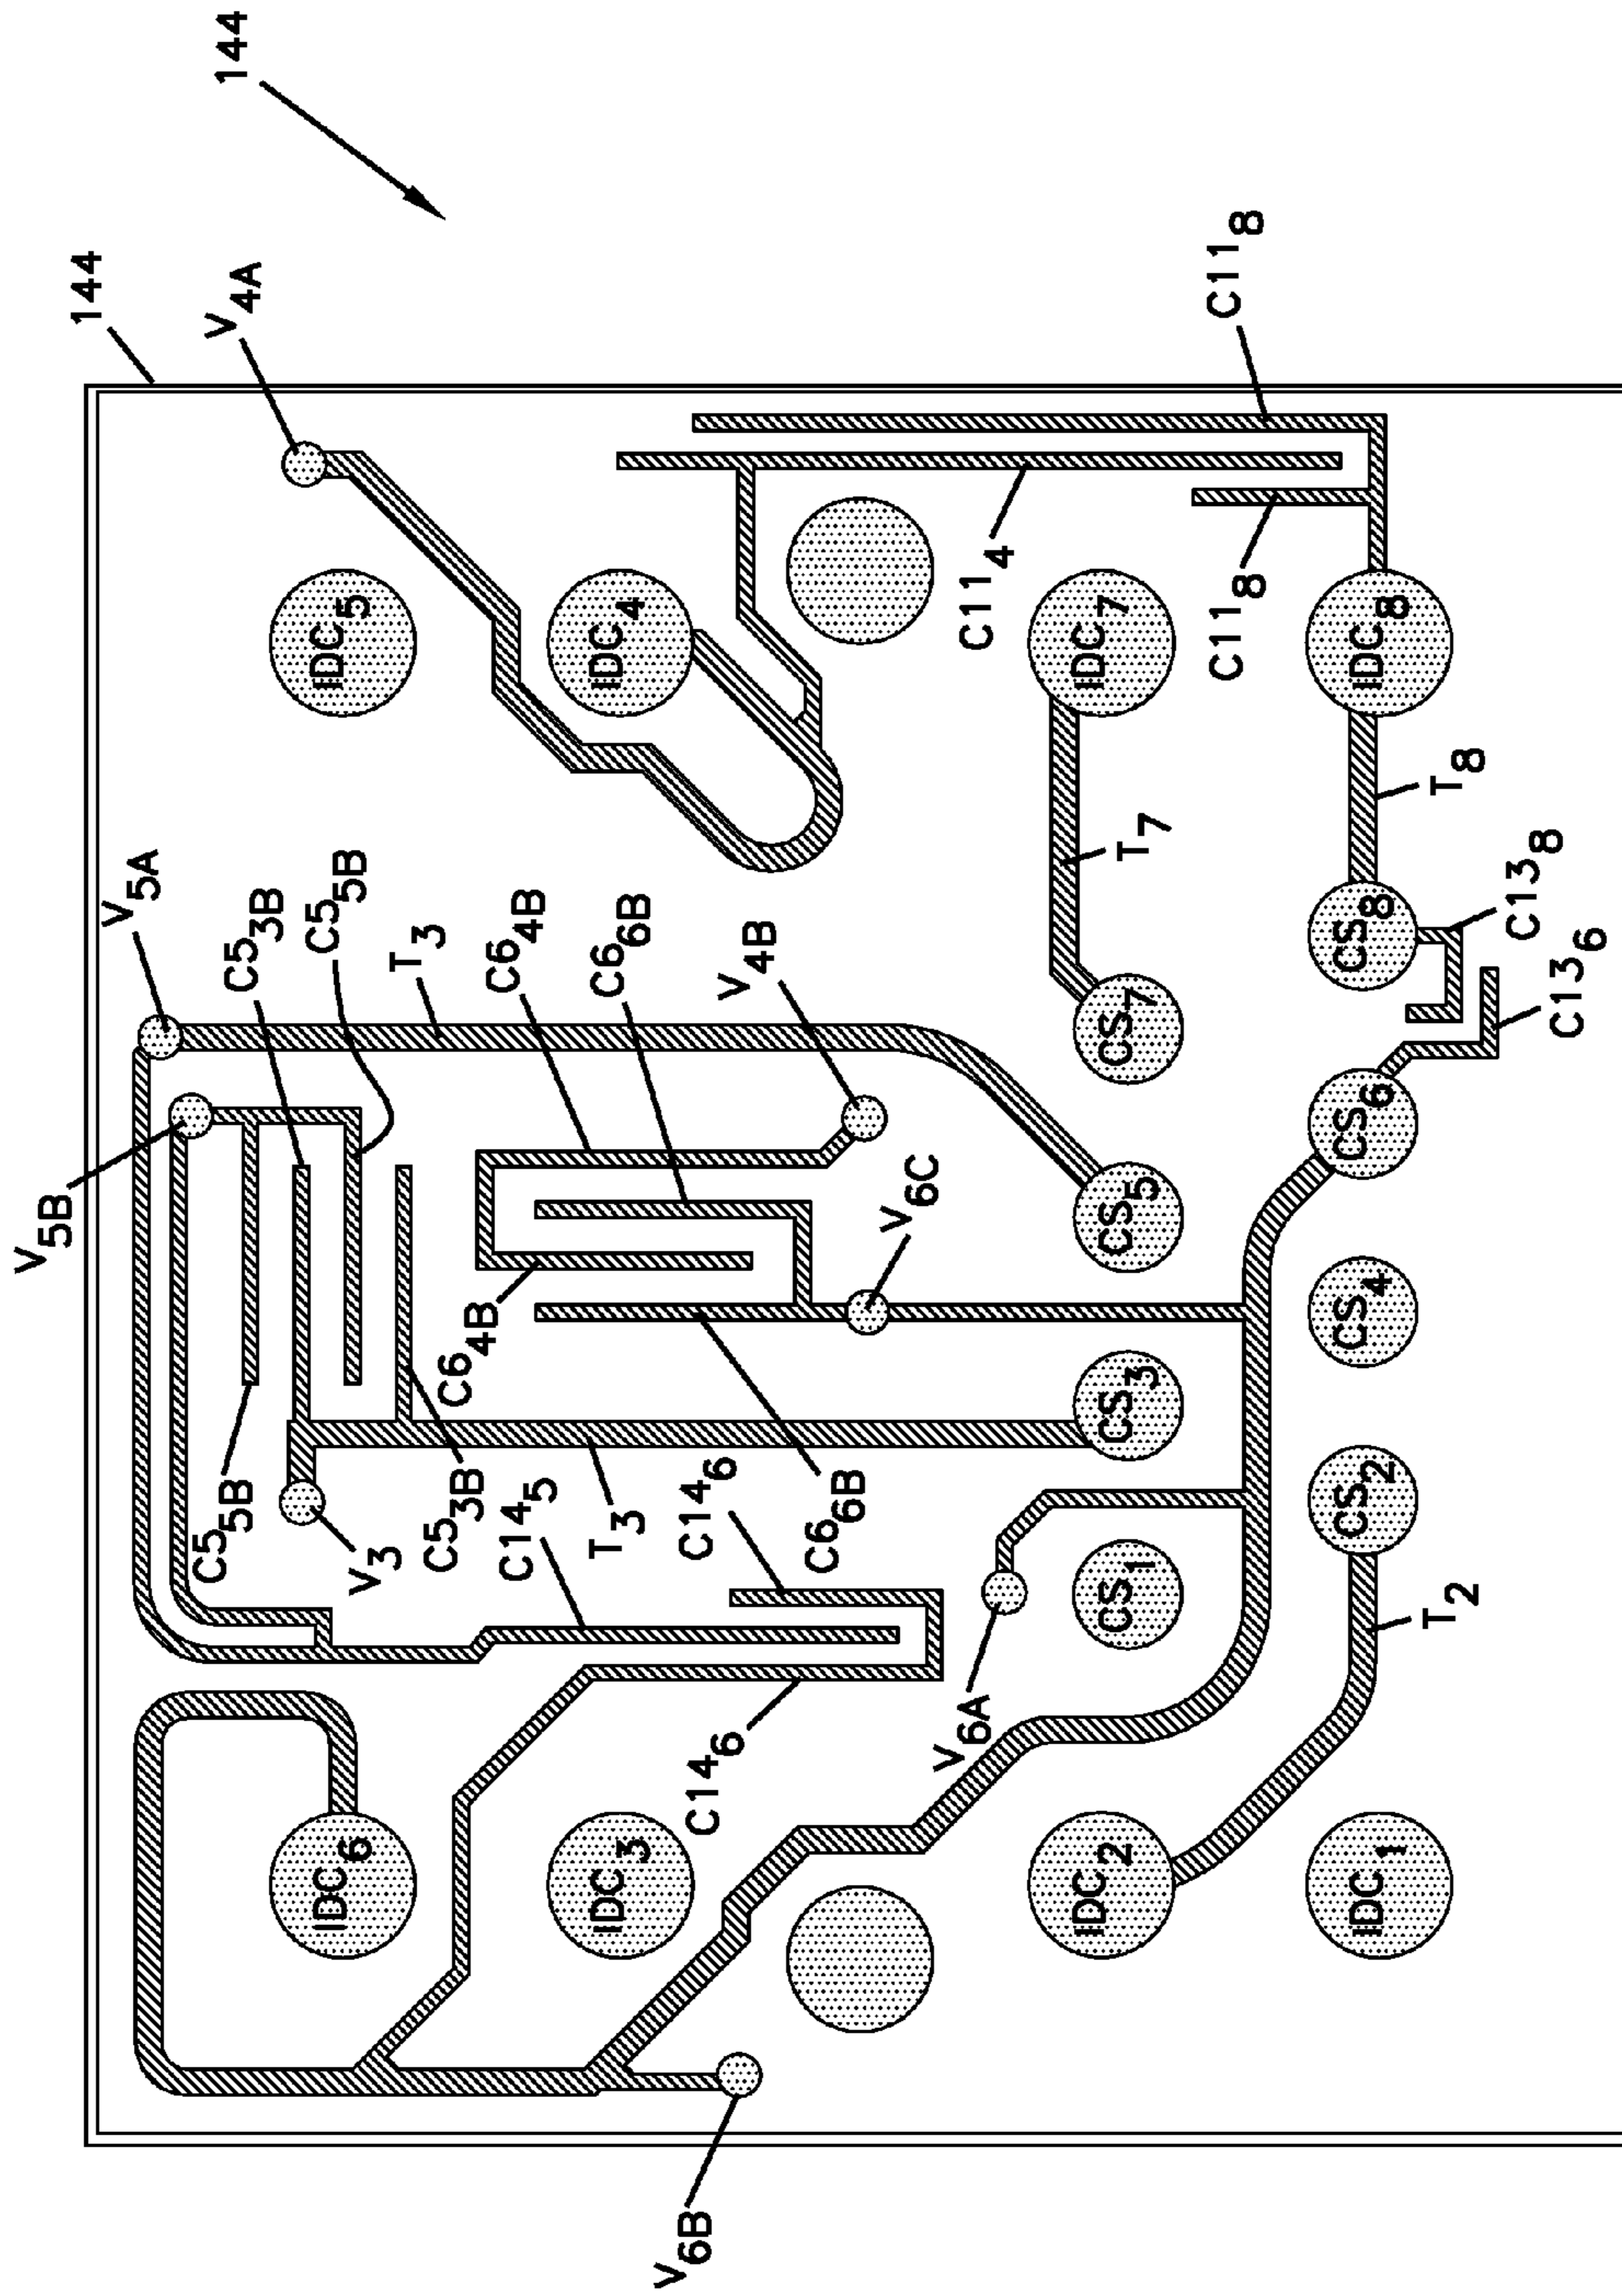 V5B
144
V5A
C55B
144
V4A
C53B
C55B
IDC6
IDC5
V3
T3
C53B
C64B
C64B
C145
T3
IDC3
IDC4
C66B
V6B
C146
C146
V4B
C66B
V6C
V6A
C114
IDC2
IDC7
CS1
CS3
CS5
CS7
T7
C118
C118
IDC1
CS2
CS4
CS6
CS8
IDC8
T2
T8
C138
C136